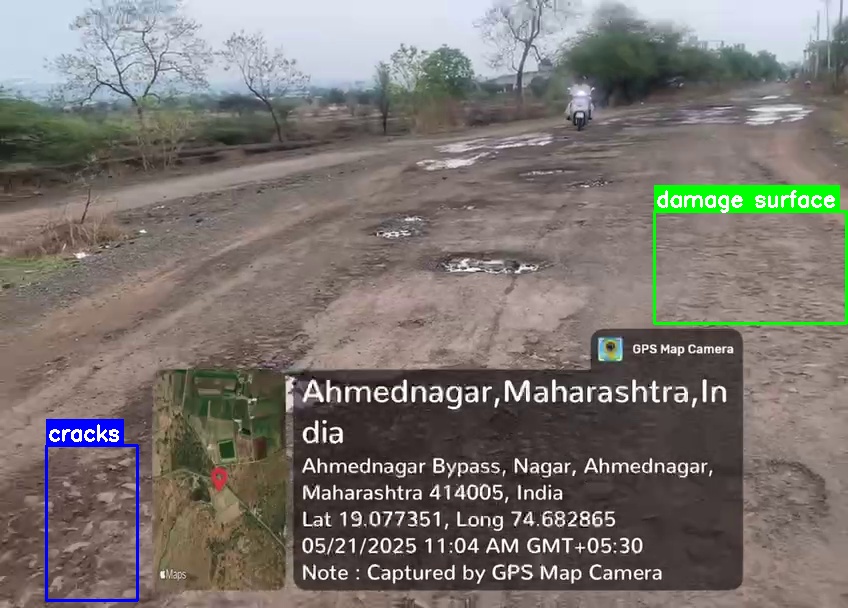 damage surface
GPS Map Camera
Ahmednagar,Maharashtra,In
dia
Ahmednagar Bypass, Nagar, Ahmednagar,
Maharashtra 414005, India
Lat 19.077351, Long 74.682865
05/21/2025 11:04 AM GMT+05:30
Note : Captured by GPS Map Camera
cracks
Maps